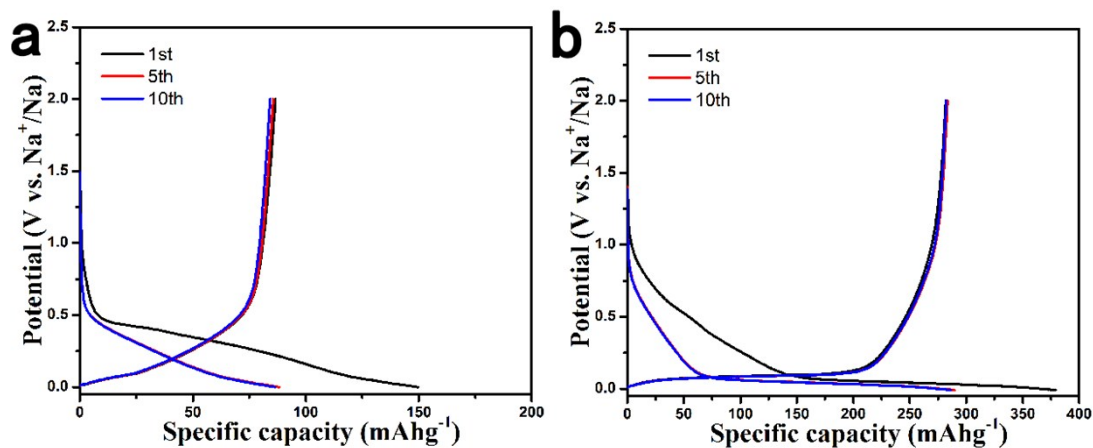 a
2.5
2.0
1.5
1.0
0.5
0.0
Potential (V vs. Na⁺/Na)
1st
5th
10th
0
50
100
150
200
Specific capacity (mAhg⁻¹)
b
2.5
2.0
1.5
1.0
0.5
0.0
Potential (V vs. Na⁺/Na)
1st
5th
10th
0
50
100
150
200
250
300
350
400
Specific capacity (mAhg⁻¹)